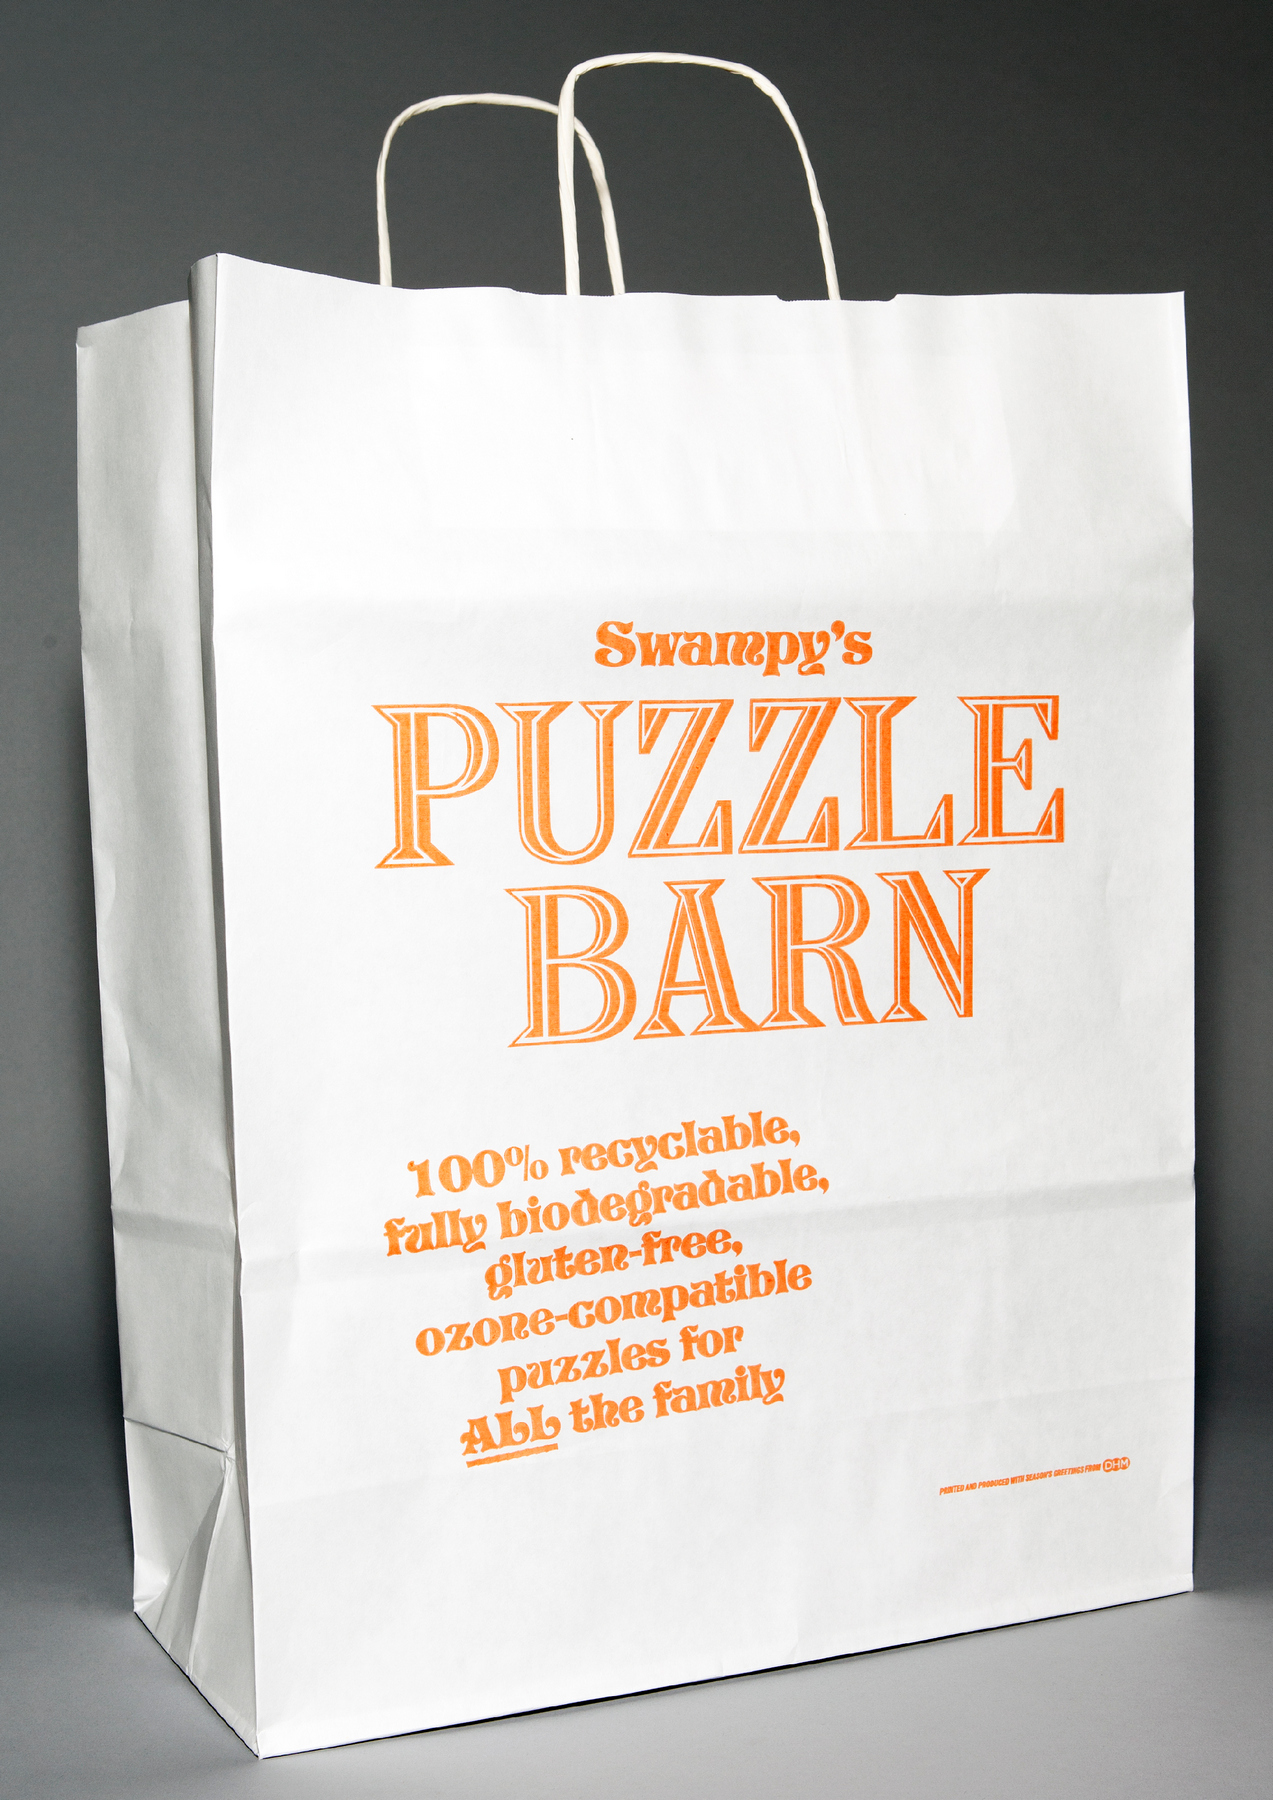 Swampy's
PUZZLE
BARN
100% recyclable,
fully biodegradable,
gluten-free,
ozone-compatible
puzzles for
ALL the family
PRINTED AND PRODUCED WITH SEASON'S GREETINGS FROM DHM